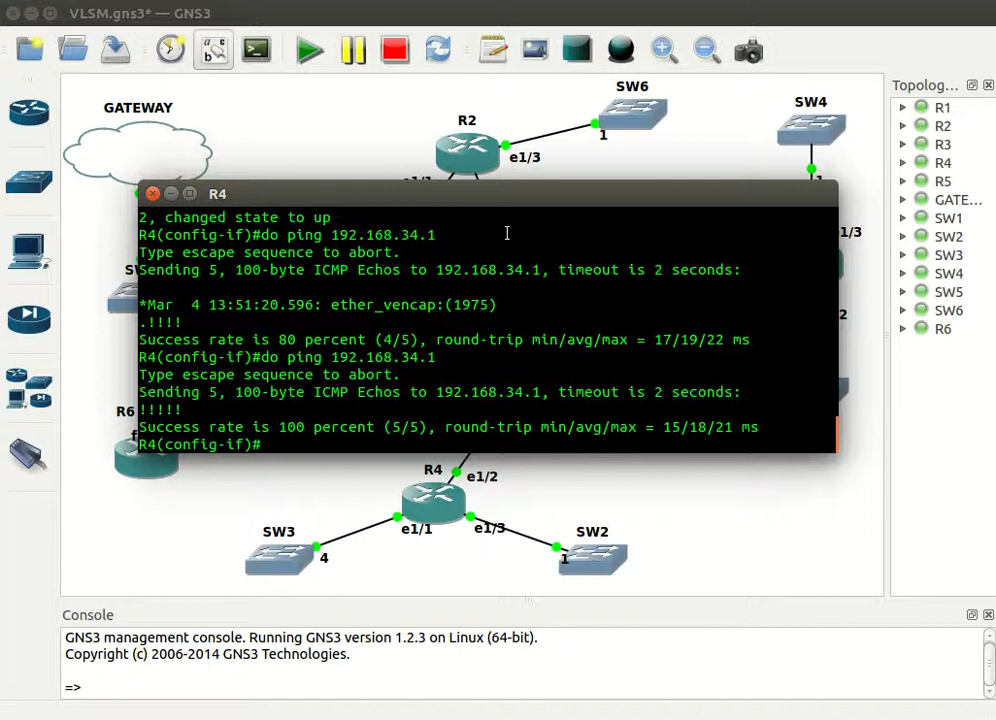 VLSM.gns3* — GNS3
GATEWAY
R2
SW6
SW4
1
e1/3
Topolog...
R1
R2
R3
R4
R5
GATE...
SW1
SW2
SW3
SW4
SW5
SW6
R6
R4
2, changed state to up
R4(config-if)#do ping 192.168.34.1
Type escape sequence to abort.
Sending 5, 100-byte ICMP Echos to 192.168.34.1, timeout is 2 seconds:
*Mar  4 13:51:20.596: ether_vencap:(1975)
.!!!!
Success rate is 80 percent (4/5), round-trip min/avg/max = 17/19/22 ms
R4(config-if)#do ping 192.168.34.1
Type escape sequence to abort.
Sending 5, 100-byte ICMP Echos to 192.168.34.1, timeout is 2 seconds:
!!!!!
Success rate is 100 percent (5/5), round-trip min/avg/max = 15/18/21 ms
R4(config-if)#
R6
R4
e1/2
SW3
e1/1
e1/3
SW2
4
1
Console
GNS3 management console. Running GNS3 version 1.2.3 on Linux (64-bit).
Copyright (c) 2006-2014 GNS3 Technologies.
=>